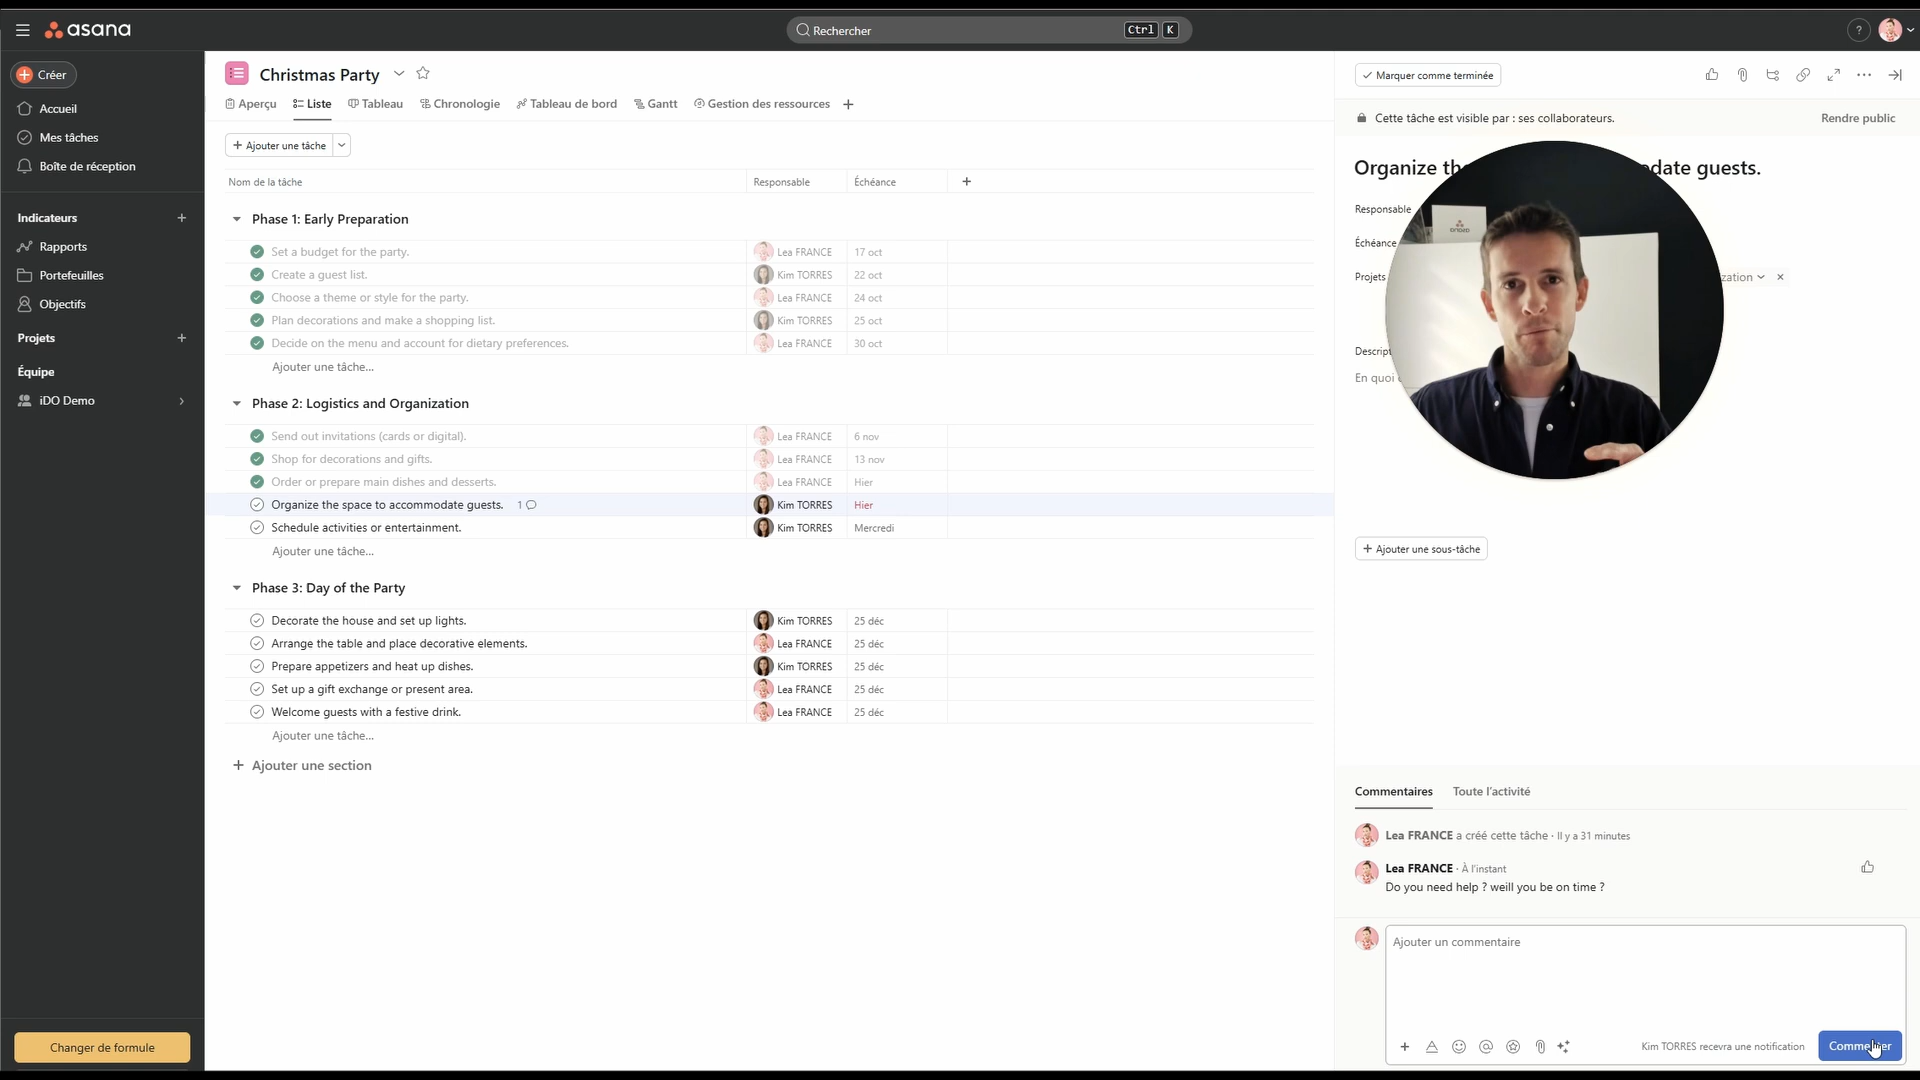 asana
Rechercher
Ctrl K
?
Créer
Accueil
Mes tâches
Boîte de réception
Indicateurs
Rapports
Portefeuilles
Objectifs
Projets
Équipe
iDO Demo
Changer de formule
Christmas Party
Aperçu Liste Tableau Chronologie Tableau de bord Gantt Gestion des ressources
Ajouter une tâche
Nom de la tâche Responsable Échéance
Phase 1: Early Preparation
Set a budget for the party. Lea FRANCE 17 oct
Create a guest list. Kim TORRES 22 oct
Choose a theme or style for the party. Lea FRANCE 24 oct
Plan decorations and make a shopping list. Kim TORRES 25 oct
Decide on the menu and account for dietary preferences. Lea FRANCE 30 oct
Ajouter une tâche...
Phase 2: Logistics and Organization
Send out invitations (cards or digital). Lea FRANCE 6 nov
Shop for decorations and gifts. Lea FRANCE 13 nov
Order or prepare main dishes and desserts. Lea FRANCE Hier
Organize the space to accommodate guests. 1 Kim TORRES Hier
Schedule activities or entertainment. Kim TORRES Mercredi
Ajouter une tâche...
Phase 3: Day of the Party
Decorate the house and set up lights. Kim TORRES 25 déc
Arrange the table and place decorative elements. Lea FRANCE 25 déc
Prepare appetizers and heat up dishes. Kim TORRES 25 déc
Set up a gift exchange or present area. Lea FRANCE 25 déc
Welcome guests with a festive drink. Lea FRANCE 25 déc
Ajouter une tâche...
Ajouter une section
Marquer comme terminée
Cette tâche est visible par : ses collaborateurs. Rendre public
Organize guests.
Responsable
Échéance
Projets
En quoi
Ajouter une sous-tâche
Commentaires Toute l'activité
Lea FRANCE a créé cette tâche · Il y a 31 minutes
Lea FRANCE · À l'instant
Do you need help ? weill you be on time ?
Ajouter un commentaire
Kim TORRES recevra une notification